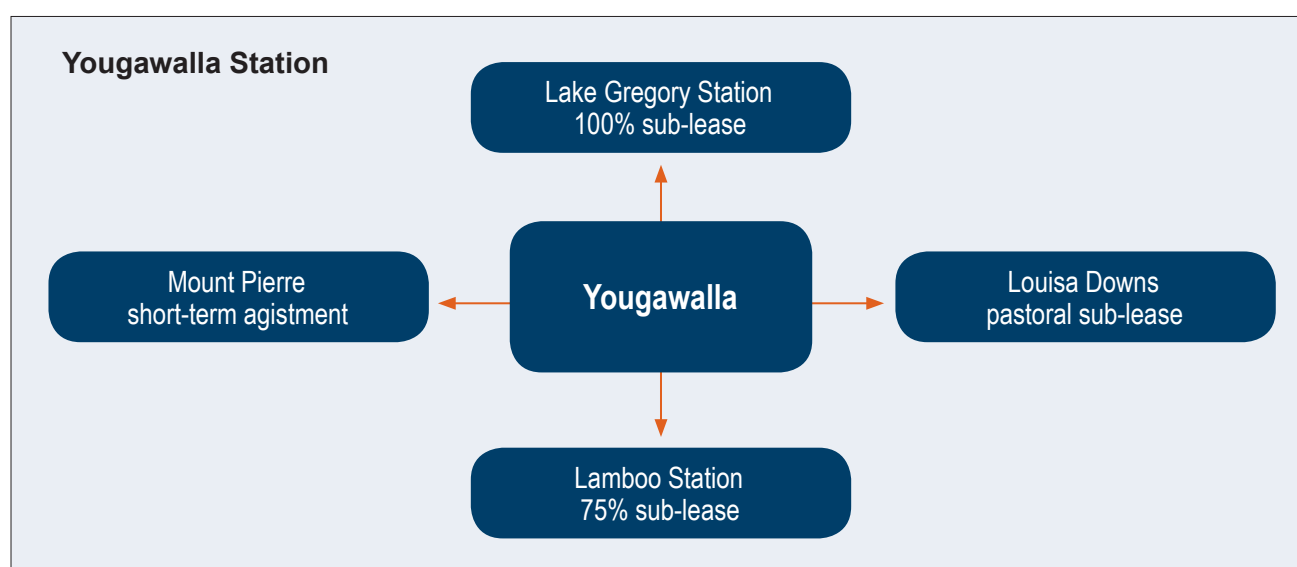 Yougawalla Station
Lake Gregory Station
100% sub-lease
Mount Pierre
short-term agistment
Yougawalla
Louisa Downs
pastoral sub-lease
Lamboo Station
75% sub-lease